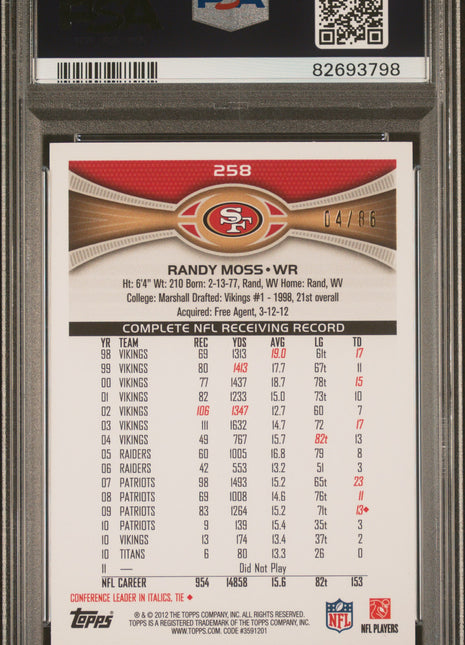 PSA
82693798
258
SF
04/86
RANDY MOSS • WR
Ht: 6'4" Wt: 210 Born: 2-13-77, Rand, WV Home: Rand, WV
College: Marshall Drafted: Vikings #1 - 1998, 21st overall
Acquired: Free Agent, 3-12-12
COMPLETE NFL RECEIVING RECORD
YR TEAM REC YDS AVG LG TD
98 VIKINGS 69 1313 19.0 61t 17
99 VIKINGS 80 1413 17.7 67t 11
00 VIKINGS 77 1437 18.7 78t 15
01 VIKINGS 82 1233 15.0 73t 10
02 VIKINGS 106 1347 12.7 60 7
03 VIKINGS 111 1632 14.7 72 17
04 VIKINGS 49 767 15.7 82t 13
05 RAIDERS 60 1005 16.8 79 8
06 RAIDERS 42 553 13.2 51 3
07 PATRIOTS 98 1493 15.2 65t 23
08 PATRIOTS 69 1008 14.6 76t 11
09 PATRIOTS 83 1264 15.2 71t 13◆
10 PATRIOTS 9 139 15.4 35t 3
10 VIKINGS 13 174 13.4 37t 2
10 TITANS 6 80 13.3 26 0
11 — Did Not Play
NFL CAREER 954 14858 15.6 82t 153
CONFERENCE LEADER IN ITALICS, TIE ◆
Topps
® & © 2012 THE TOPPS COMPANY, INC. ALL RIGHTS RESERVED.
TOPPS IS A REGISTERED TRADEMARK OF THE TOPPS COMPANY, INC.
WWW.TOPPS.COM. CODE #3591201
NFL
NFL PLAYERS